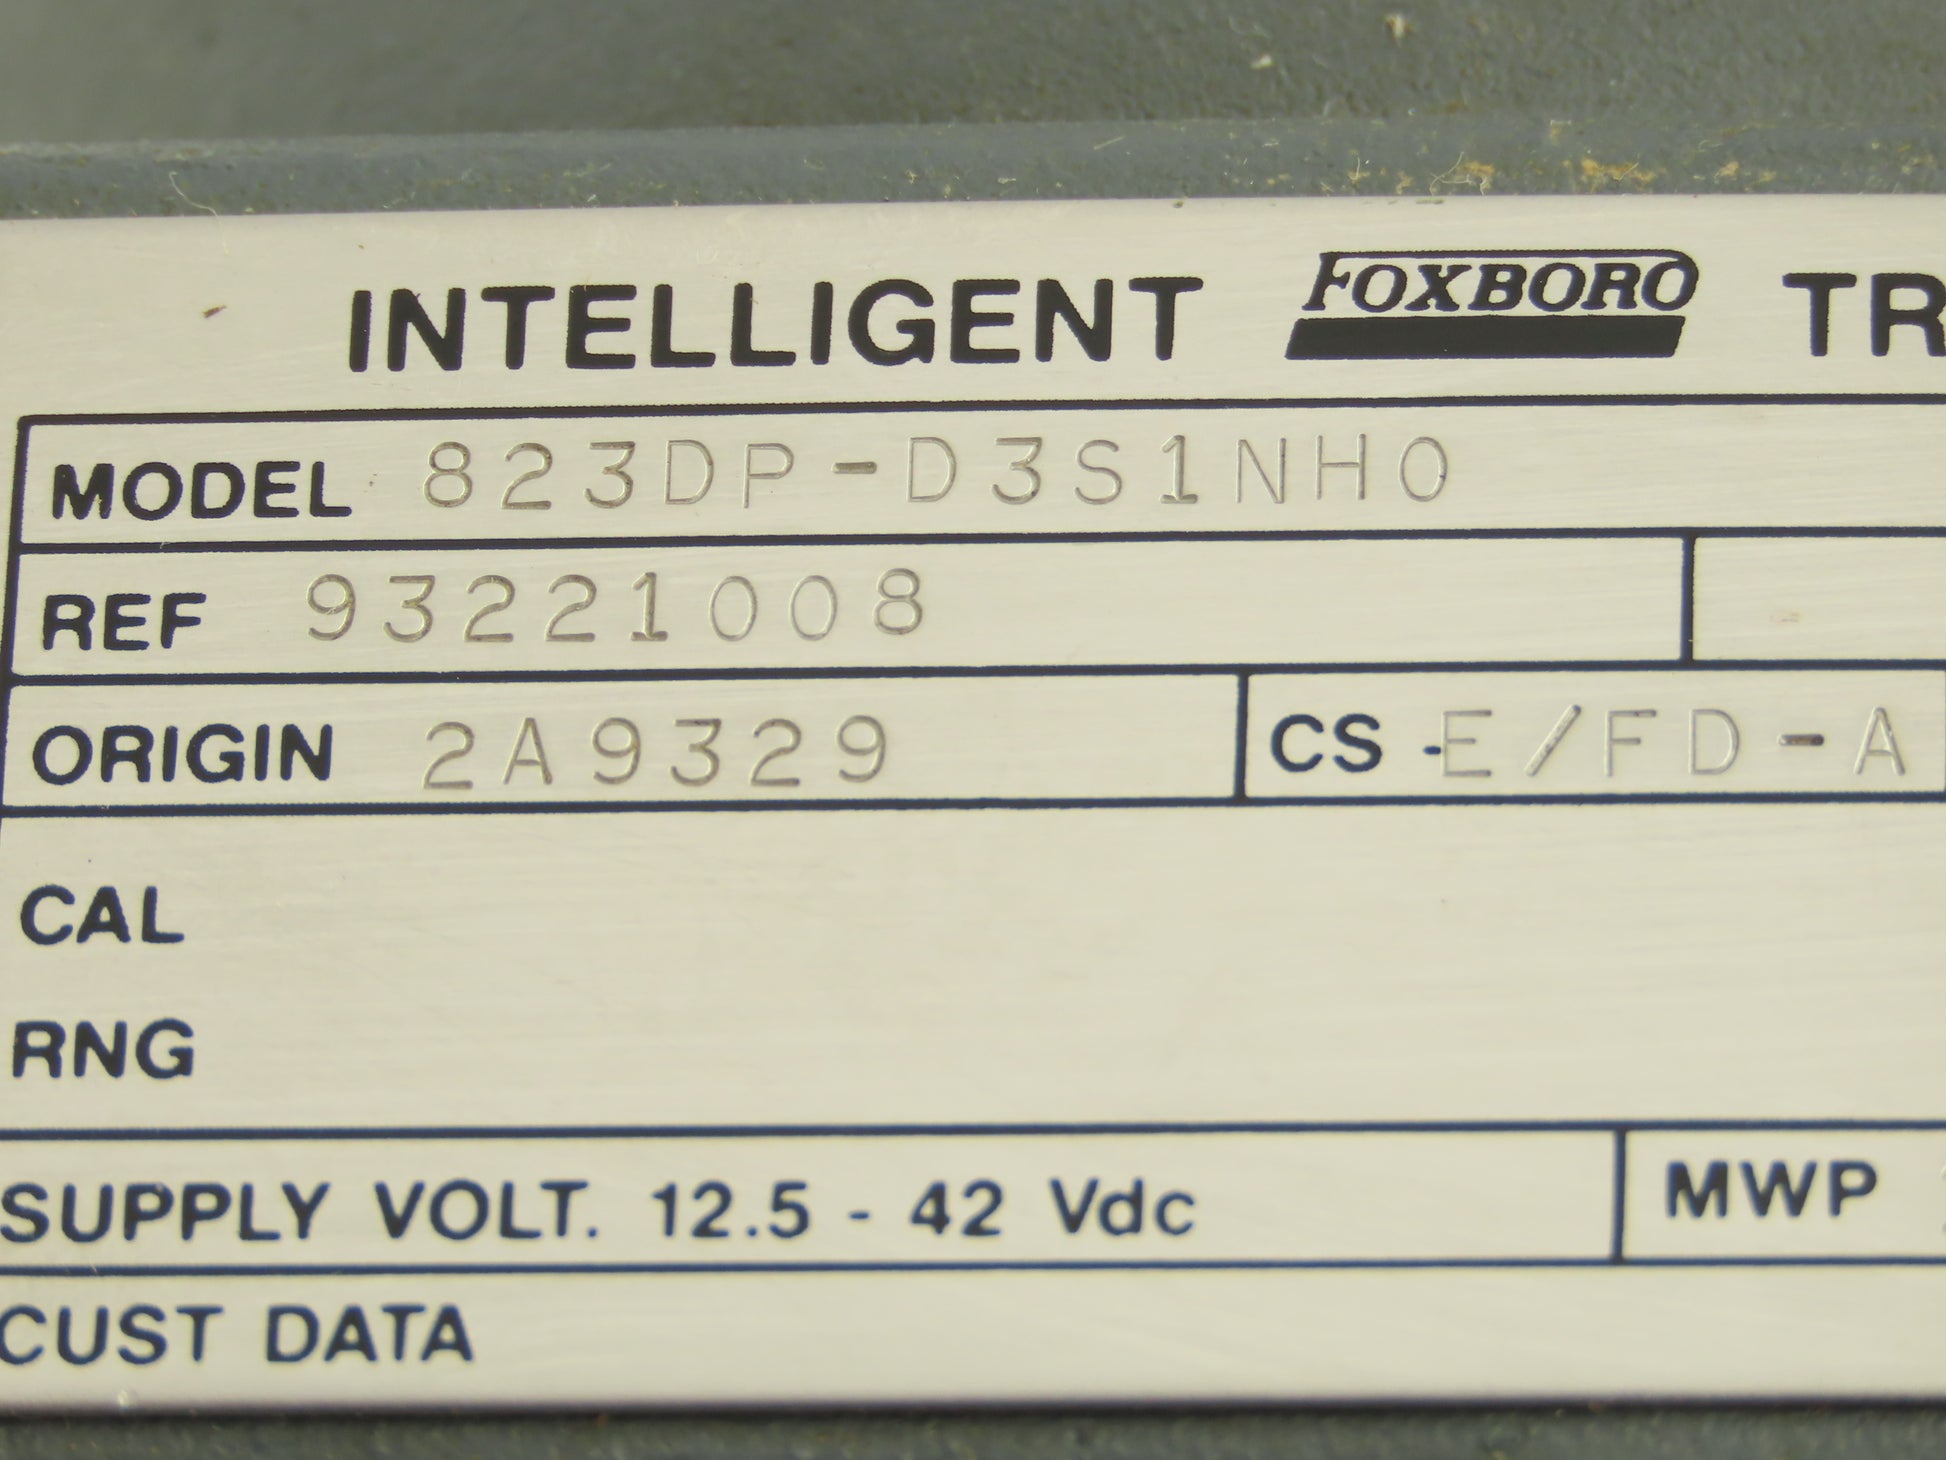 INTELLIGENT FOXBORO TR
MODEL 823DP-D3S1NH0
REF 93221008
ORIGIN 2A9329 CS -E/FD-A
CAL
RNG
SUPPLY VOLT. 12.5 - 42 Vdc MWP
CUST DATA